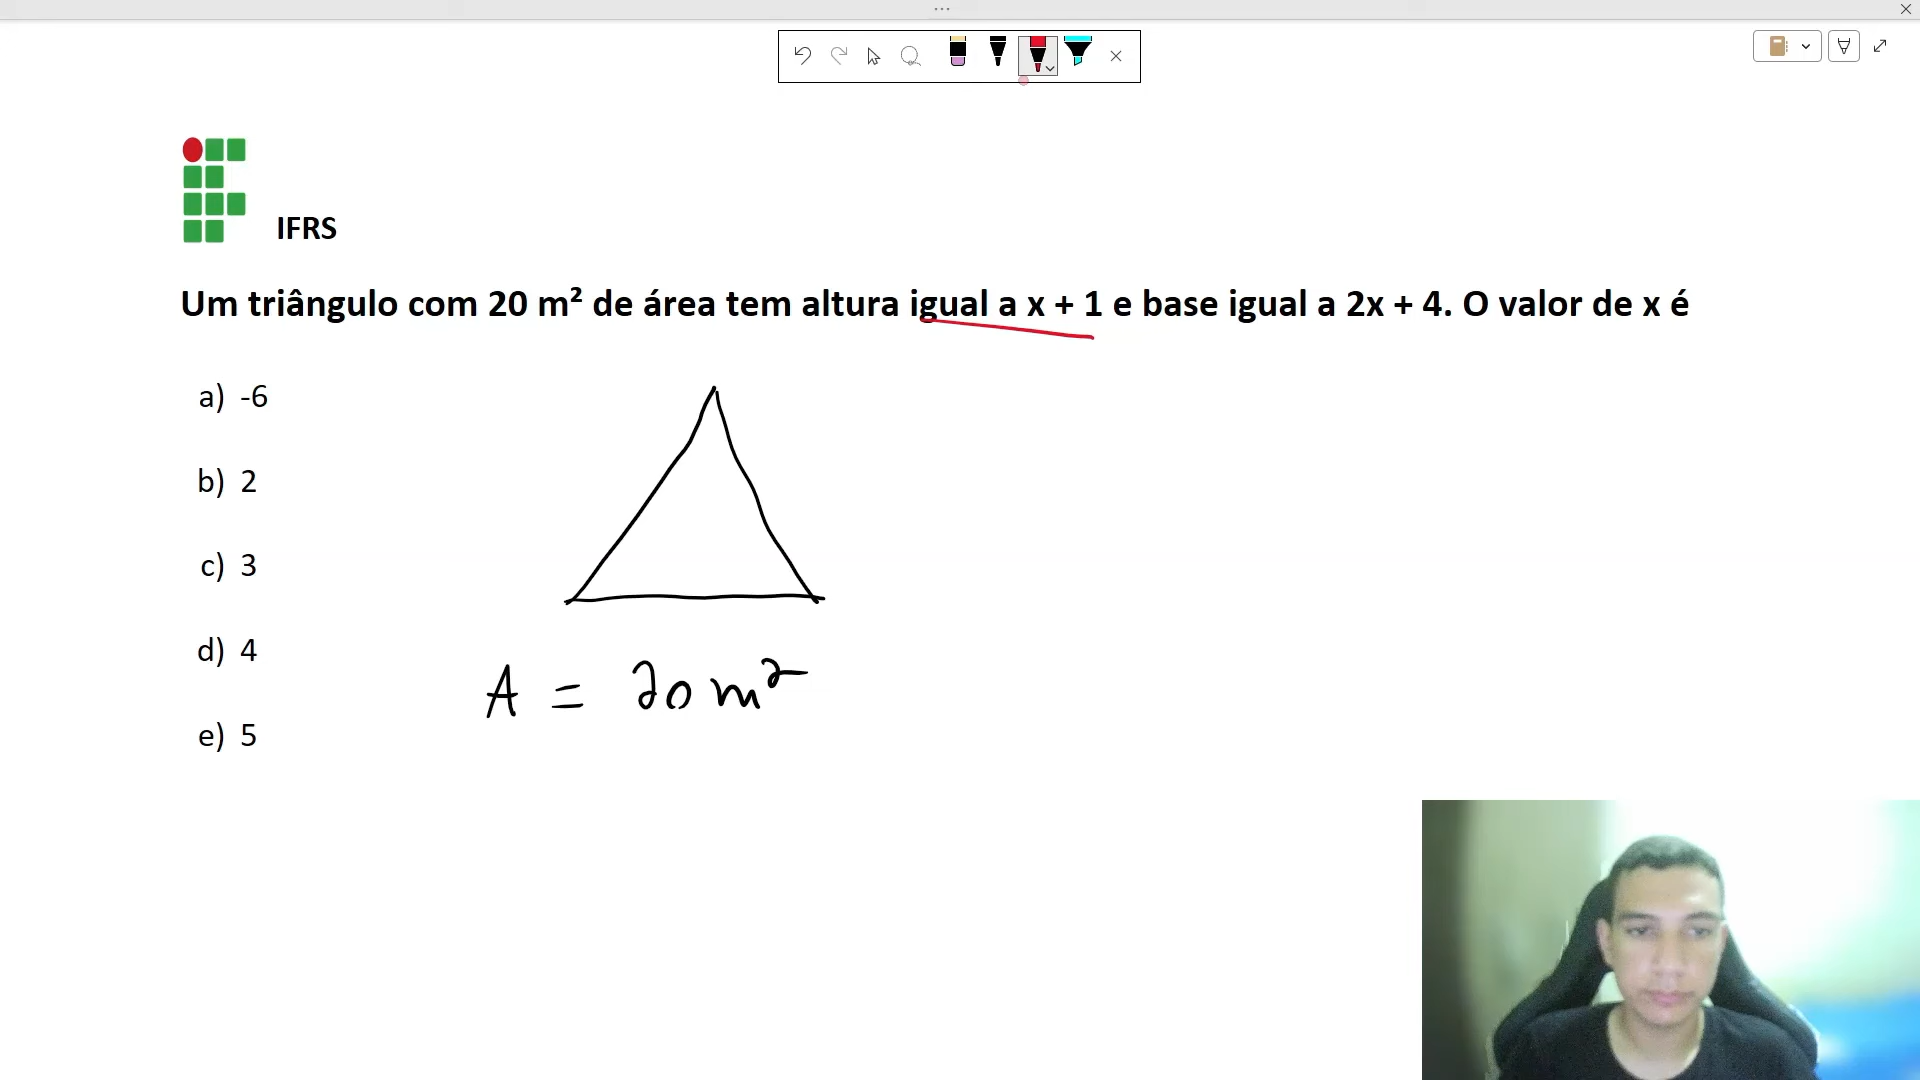 IFRS
Um triângulo com 20 m² de área tem altura igual a x + 1 e base igual a 2x + 4. O valor de x é
a) -6
b) 2
c) 3
d) 4
e) 5
A = 20 m²